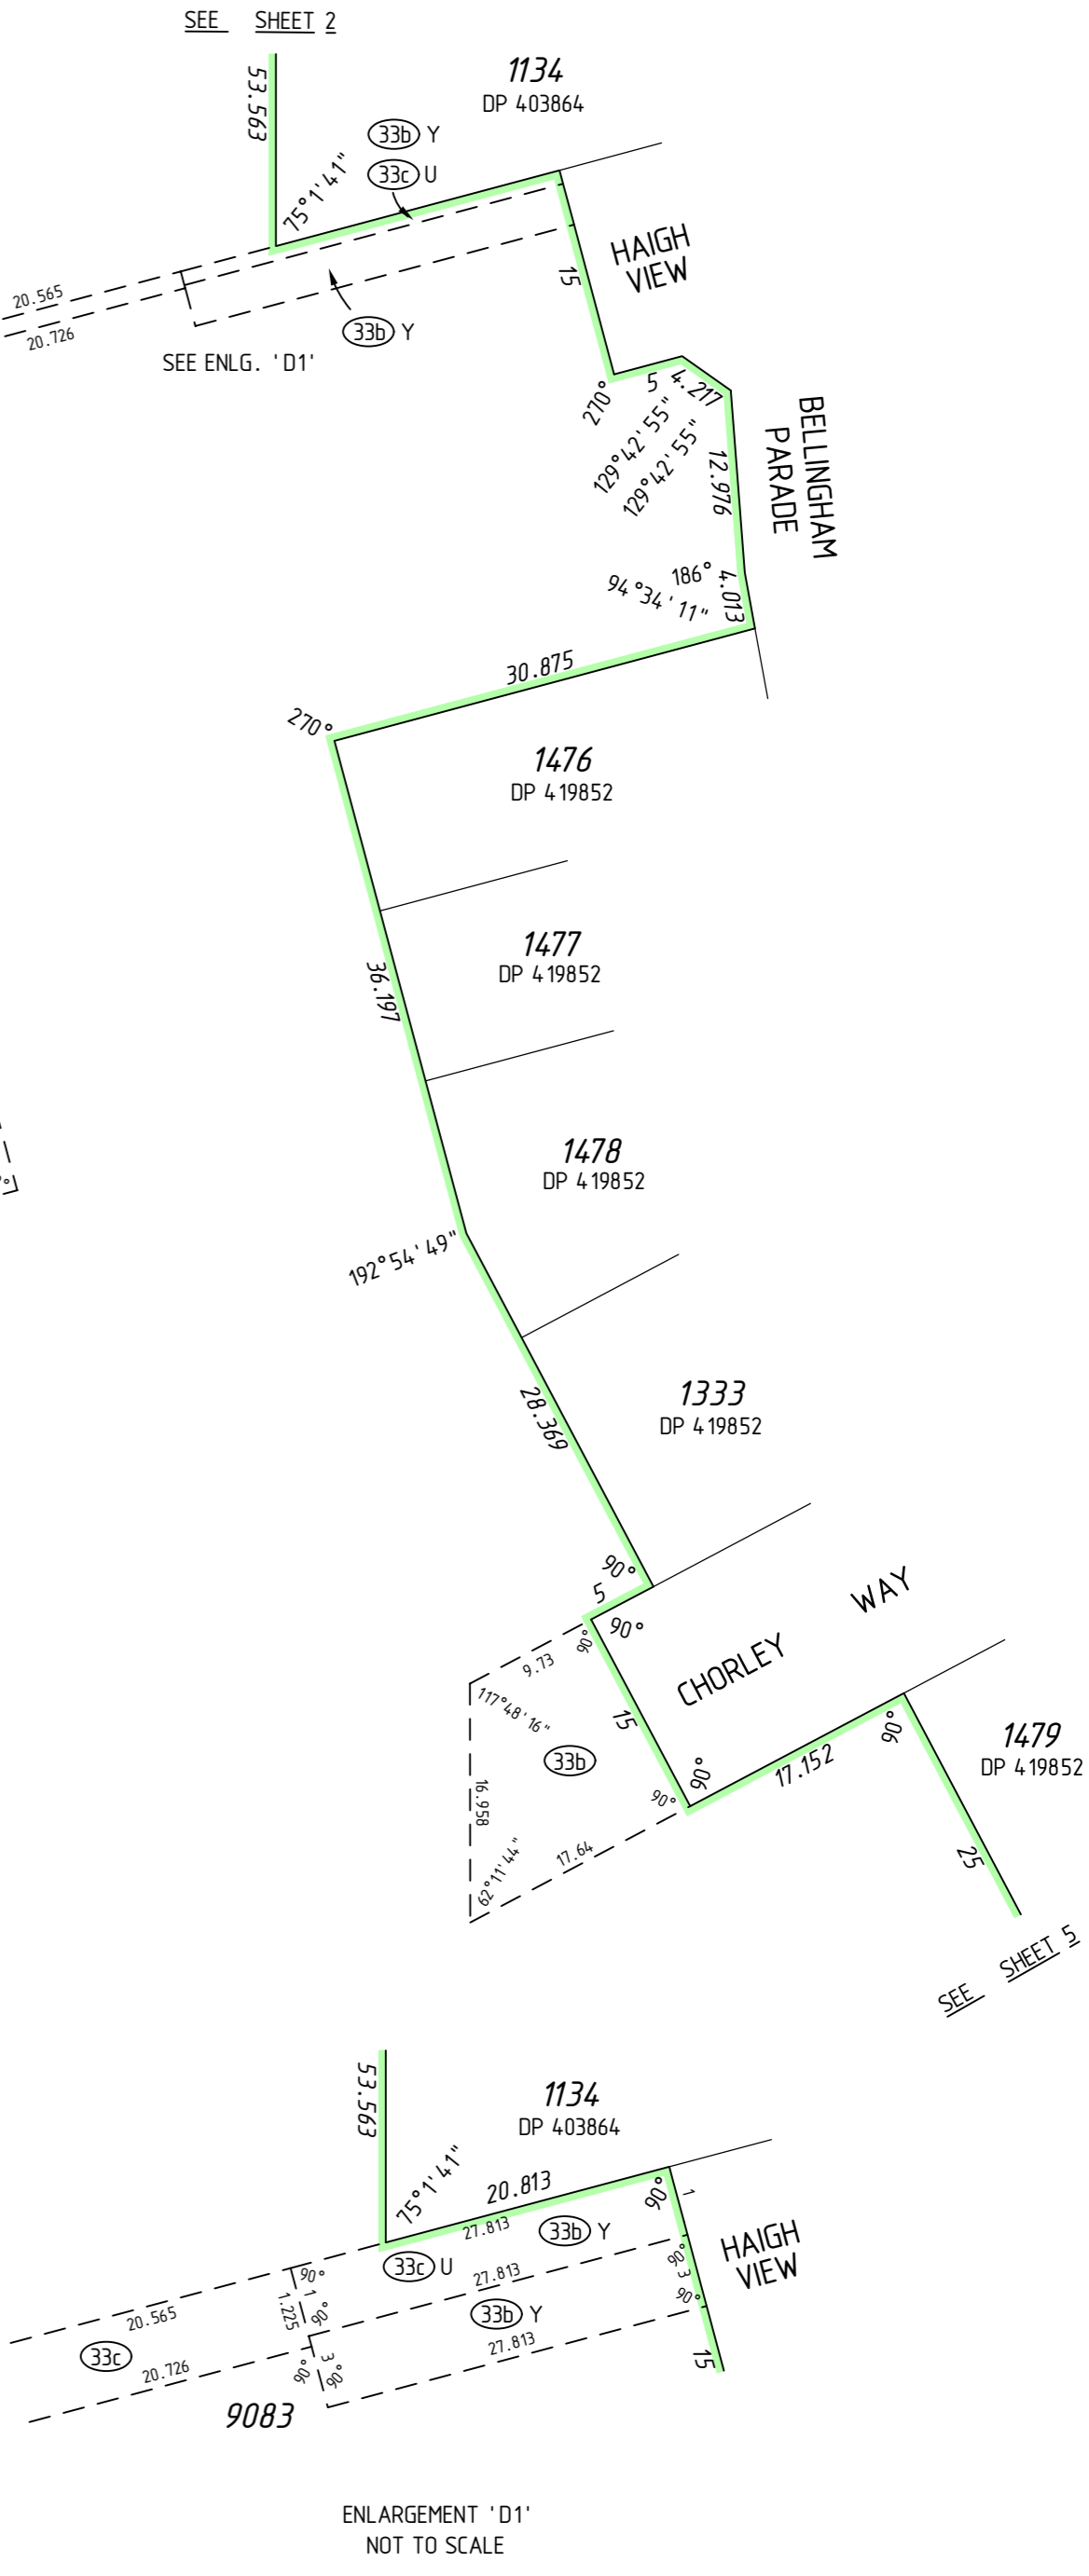 SEE SHEET 2
53.563
1134
DP 403864
33b Y
33c U
75°1'41"
HAIGH
VIEW
15
20.565
20.726
33b Y
SEE ENLG. 'D1'
270°
5
4.217
129°42'55"
129°42'55"
12.976
BELLINGHAM
PARADE
186°
4.013
94°34'11"
30.875
270°
1476
DP 419852
1477
DP 419852
36.197
1478
DP 419852
192°54'49"
1333
DP 419852
28.369
90°
5
90°
90°
9.73
CHORLEY WAY
117°48'16"
15
33b
16.958
90°
90°
17.152
90°
1479
DP 419852
17.64
62°11'44"
25
SEE SHEET 5
53.563
1134
DP 403864
75°1'41"
20.813
90°
1
27.813
33b Y
HAIGH
VIEW
33c U
90°
3
90°
27.813
90°
1
1.225
90°
33b Y
27.813
20.565
33c
20.726
90°
3
90°
15
9083
ENLARGEMENT 'D1'
NOT TO SCALE